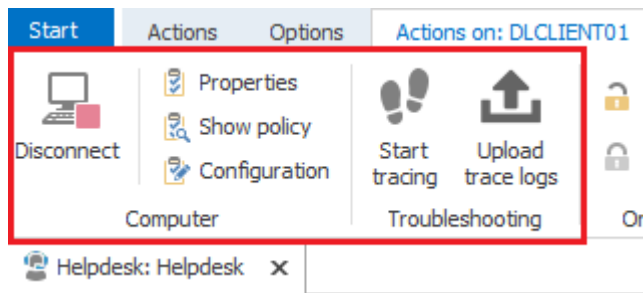 Start Actions Options Actions on: DLCLIENT01
Disconnect
Properties
Show policy
Configuration
Start
tracing
Upload
trace logs
Computer
Troubleshooting
Helpdesk: Helpdesk